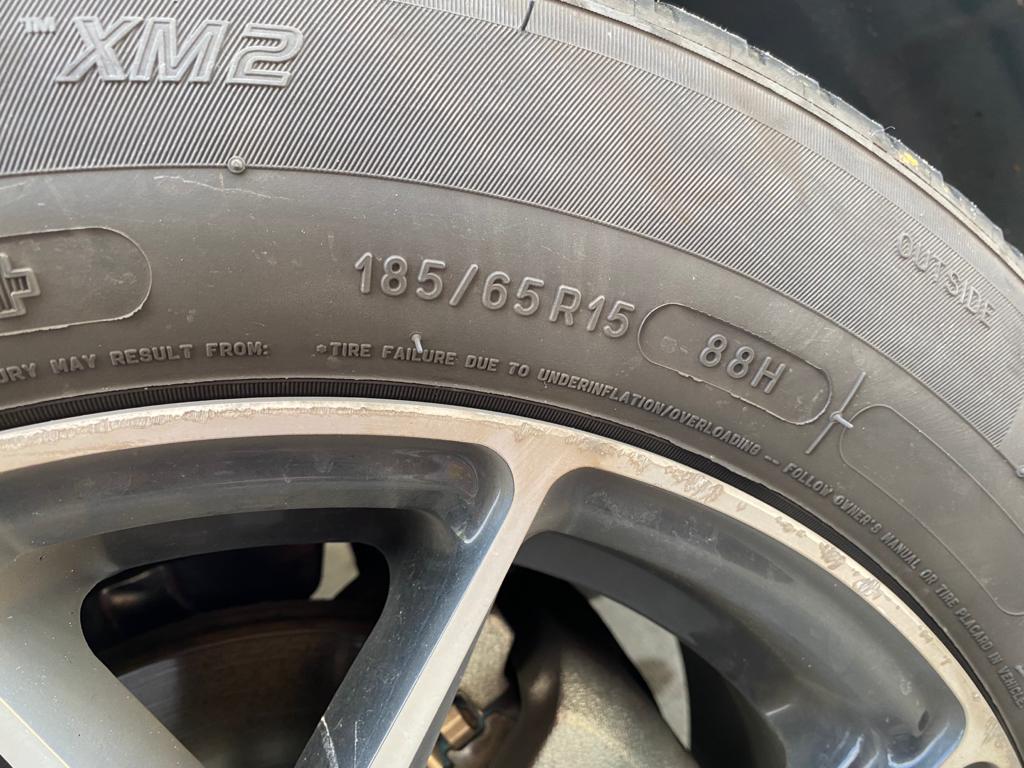 ™ XM2
OUTSIDE
185/65R15 88H
URY MAY RESULT FROM: •TIRE FAILURE DUE TO UNDERINFLATION/OVERLOADING -- FOLLOW OWNER'S MANUAL OR TIRE PLACARD IN VEHICLE